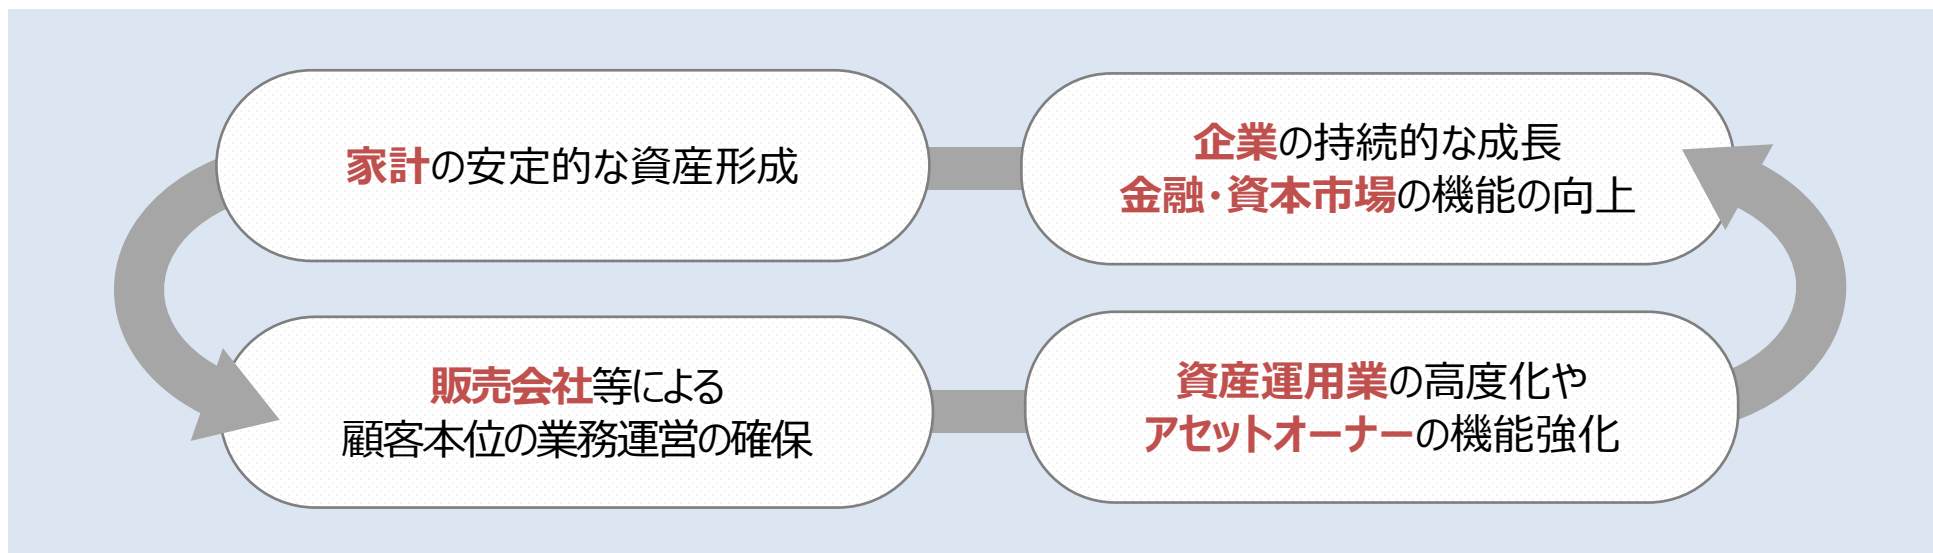 家計の安定的な資産形成
企業の持続的な成長
金融・資本市場の機能の向上
販売会社等による
顧客本位の業務運営の確保
資産運用業の高度化や
アセットオーナーの機能強化